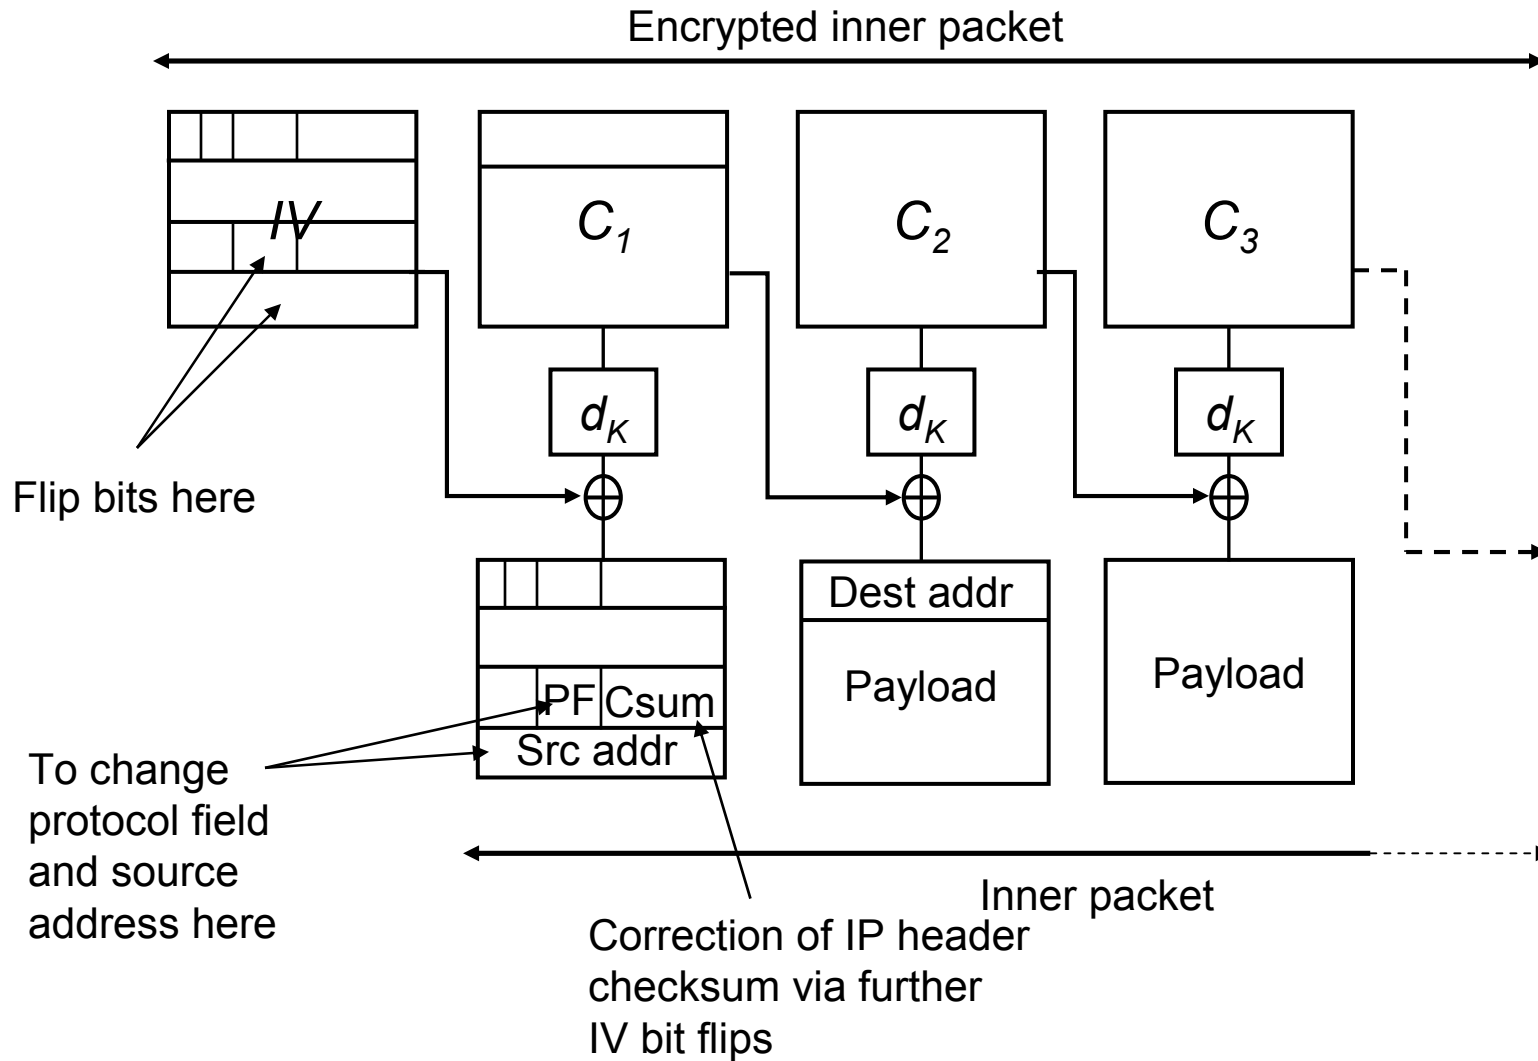 Encrypted inner packet
IV
C1
C2
C3
dK
dK
dK
Flip bits here
Dest addr
PF
Csum
Payload
Payload
Src addr
To change
protocol field
and source
address here
Inner packet
Correction of IP header
checksum via further
IV bit flips